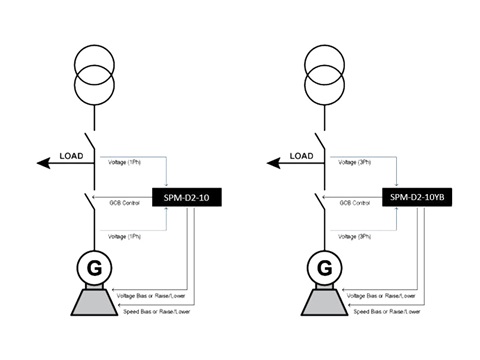 LOAD
Voltage (1Ph)
SPM-D2-10
GCB Control
Voltage (1Ph)
G
Voltage Bias or Raise/Lower
Speed Bias or Raise/Lower
LOAD
Voltage (3Ph)
SPM-D2-10YB
GCB Control
Voltage (3Ph)
G
Voltage Bias or Raise/Lower
Speed Bias or Raise/Lower